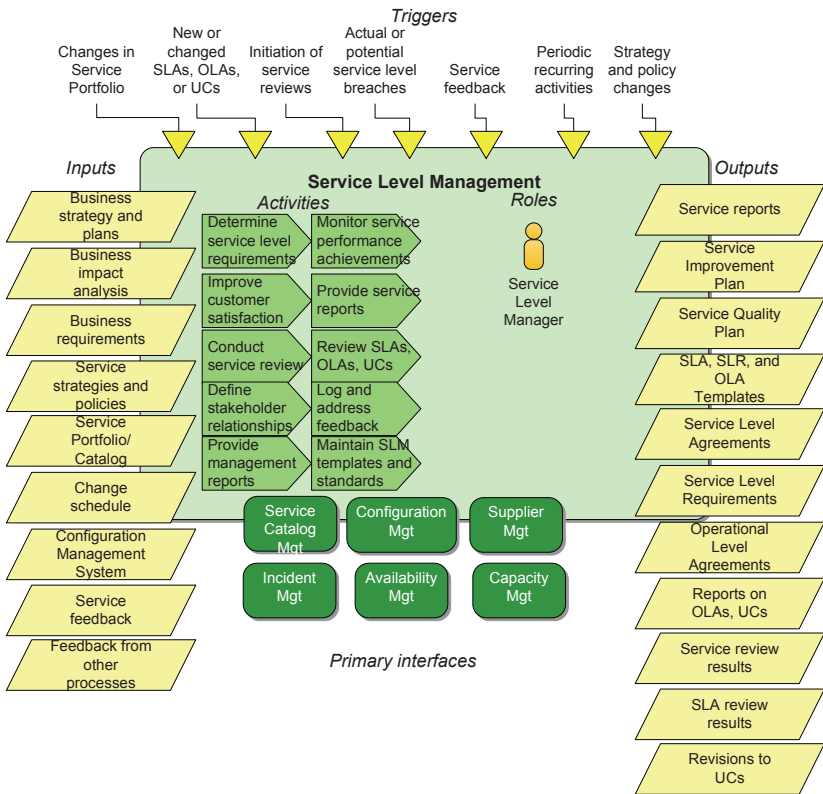 Triggers
Changes in
Service
Portfolio
New or
changed
SLAs, OLAs,
or UCs
Initiation of
service
reviews
Actual or
potential
service level
breaches
Service
feedback
Periodic
recurring
activities
Strategy
and policy
changes
Inputs
Business
strategy and
plans
Business
impact
analysis
Business
requirements
Service
strategies and
policies
Service
Portfolio/
Catalog
Change
schedule
Configuration
Management
System
Service
feedback
Feedback from
other
processes
Service Level Management
Activities
Determine
service level
requirements
Monitor service
performance
achievements
Improve
customer
satisfaction
Provide service
reports
Conduct
service review
Review SLAs,
OLAs, UCs
Define
stakeholder
relationships
Log and
address
feedback
Provide
management
reports
Maintain SLM
templates and
standards
Roles
Service
Level
Manager
Service
Catalog
Mgt
Configuration
Mgt
Supplier
Mgt
Incident
Mgt
Availability
Mgt
Capacity
Mgt
Primary interfaces
Outputs
Service reports
Service
Improvement
Plan
Service Quality
Plan
SLA, SLR, and
OLA
Templates
Service Level
Agreements
Service Level
Requirements
Operational
Level
Agreements
Reports on
OLAs, UCs
Service review
results
SLA review
results
Revisions to
UCs